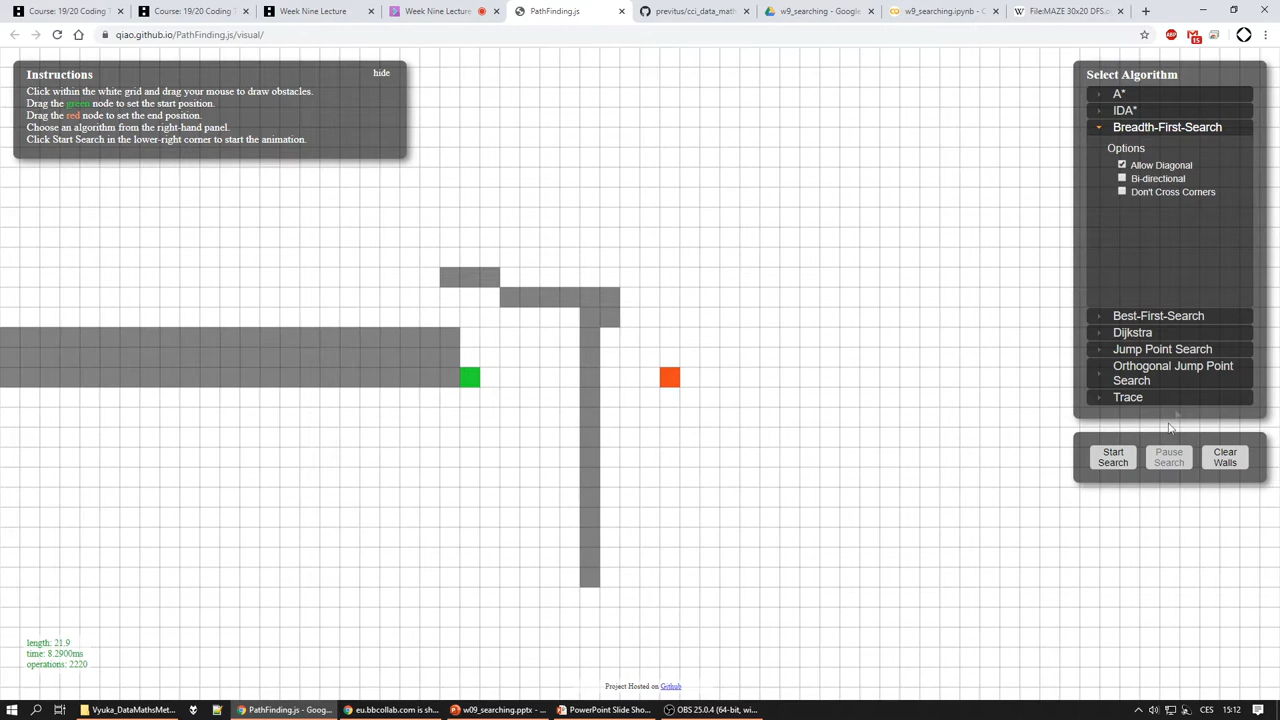 Course: 19/20 Coding T
Course: 19/20 Coding T
Week Nine Lecture
Week Nine Lecture
PathFinding.js
previtus/cci_data_math
w9_searching - Google
w9_searching.ipynb - C
File:MAZE 30x20 DFS.o
qiao.github.io/PathFinding.js/visual/
15
Instructions
hide
Click within the white grid and drag your mouse to draw obstacles.
Drag the green node to set the start position.
Drag the red node to set the end position.
Choose an algorithm from the right-hand panel.
Click Start Search in the lower-right corner to start the animation.
Select Algorithm
A*
IDA*
Breadth-First-Search
Options
Allow Diagonal
Bi-directional
Don't Cross Corners
Best-First-Search
Dijkstra
Jump Point Search
Orthogonal Jump Point
Search
Trace
Start
Search
Pause
Search
Clear
Walls
length: 21.9
time: 8.2900ms
operations: 2220
Project Hosted on Github
Vyuka_DataMathsMet...
PathFinding.js - Goog...
eu.bbcollab.com is sh...
w09_searching.pptx - ...
PowerPoint Slide Sho...
OBS 25.0.4 (64-bit, wi...
CES
15:12